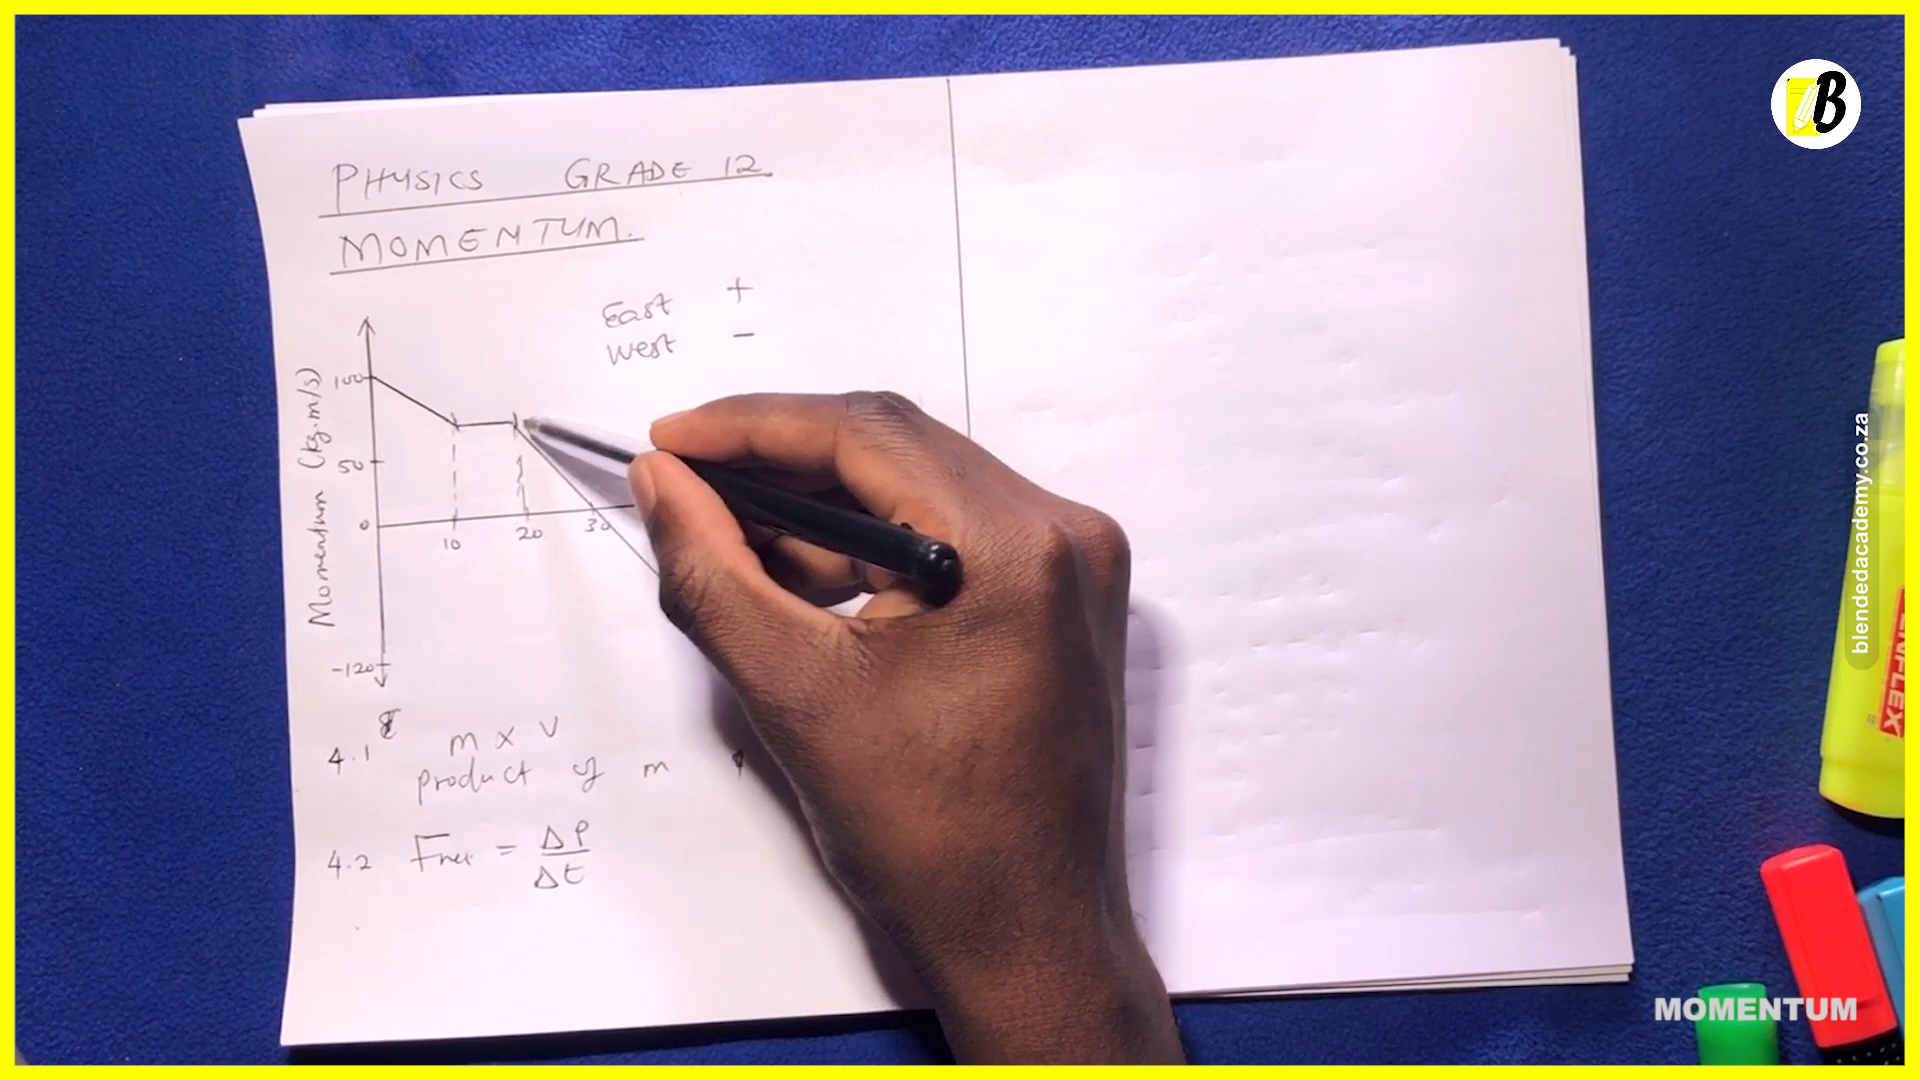 PHYSICS GRADE 12
MOMENTUM.
East +
West -
Momentum (kg.m/s)
100
50
0
10 20 30
-120
4.1 m x v
product of m
4.2 Fnet = ΔP
Δt
B
blendedacademy.co.za
MOMENTUM